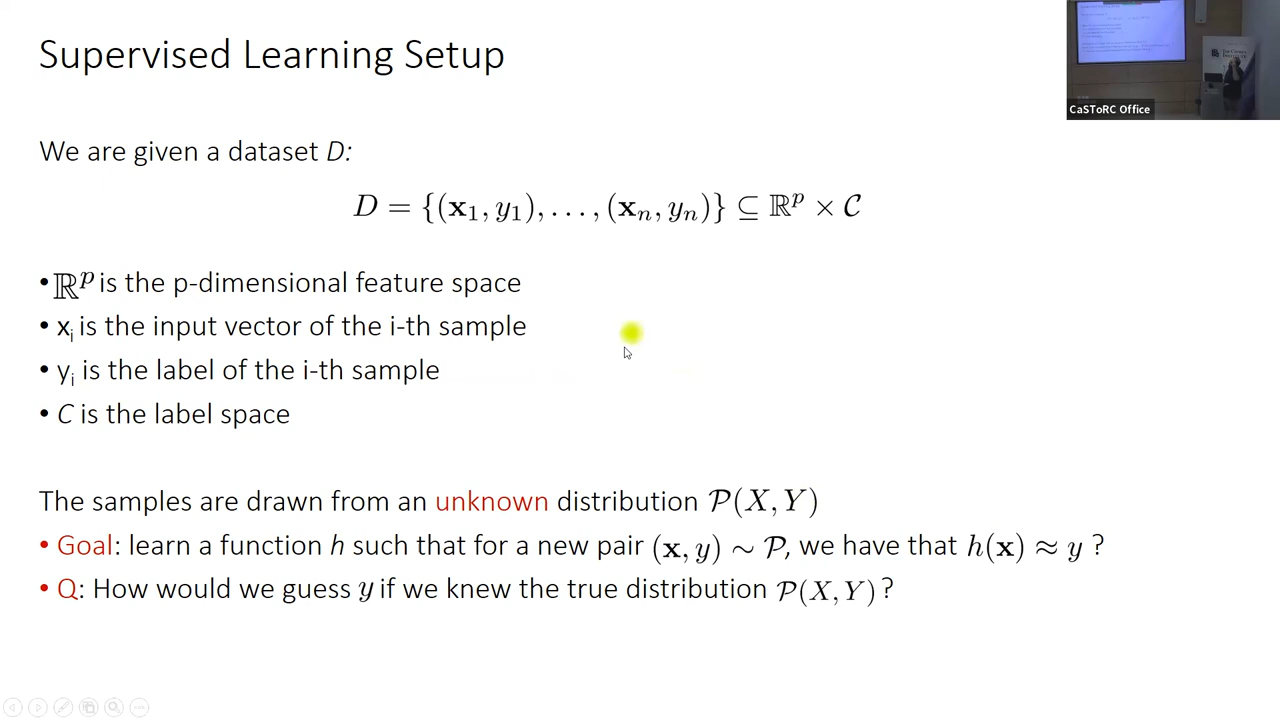 Supervised Learning Setup
CaSToRC Office
We are given a dataset D:
D = {(x₁, y₁), . . . , (xₙ, yₙ)} ⊆ ℝᵖ × 𝒞
• ℝᵖ is the p-dimensional feature space
• xᵢ is the input vector of the i-th sample
• yᵢ is the label of the i-th sample
• C is the label space
The samples are drawn from an unknown distribution 𝒫(X, Y)
• Goal: learn a function h such that for a new pair (x, y) ∼ 𝒫, we have that h(x) ≈ y ?
• Q: How would we guess y if we knew the true distribution 𝒫(X, Y) ?